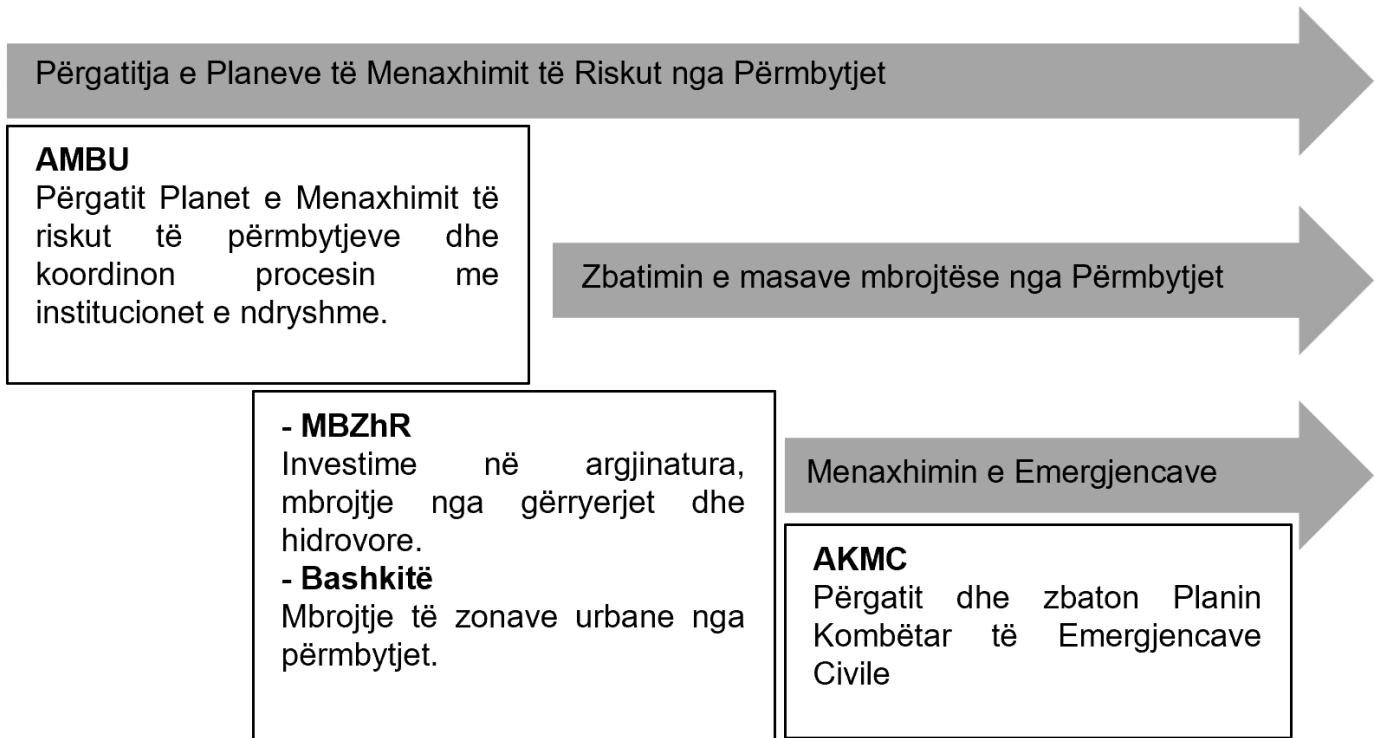 Përgatitja e Planeve të Menaxhimit të Riskut nga Përmbytjet
AMBU
Përgatit Planet e Menaxhimit të
riskut të përmbytjeve dhe
koordinon procesin me
institucionet e ndryshme.
Zbatimin e masave mbrojtëse nga Përmbytjet
- MBZhR
Investime në argjinatura,
mbrojtje nga gërryerjet dhe
hidrovore.
- Bashkitë
Mbrojtje të zonave urbane nga
përmbytjet.
Menaxhimin e Emergjencave
AKMC
Përgatit dhe zbaton Planin
Kombëtar të Emergjencave
Civile